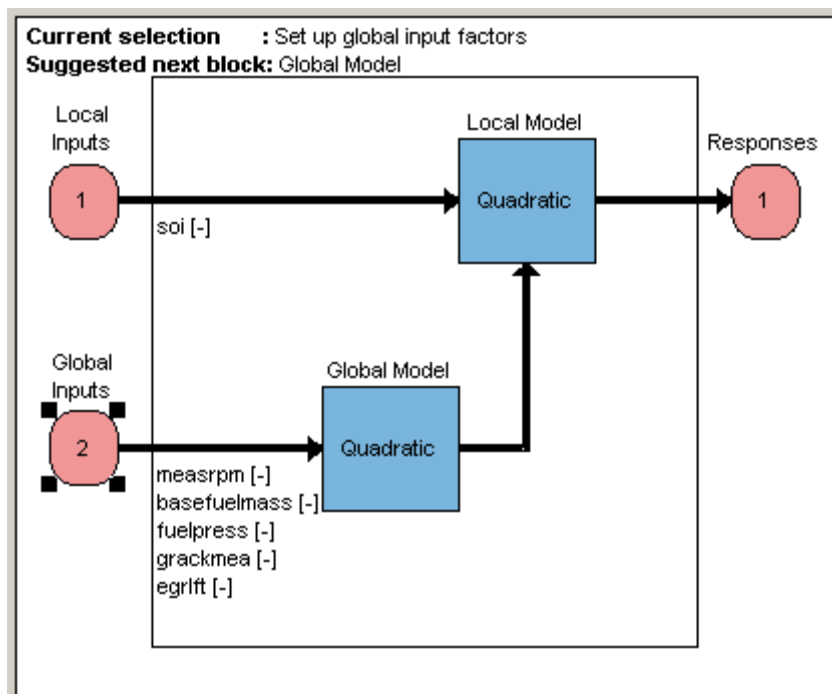 Current selection : Set up global input factors
Suggested next block: Global Model
Local
Inputs
1
soi [-]
Local Model
Quadratic
Responses
1
Global
Inputs
2
measrpm [-]
basefuelmass [-]
fuelpress [-]
grackmea [-]
egrlft [-]
Global Model
Quadratic